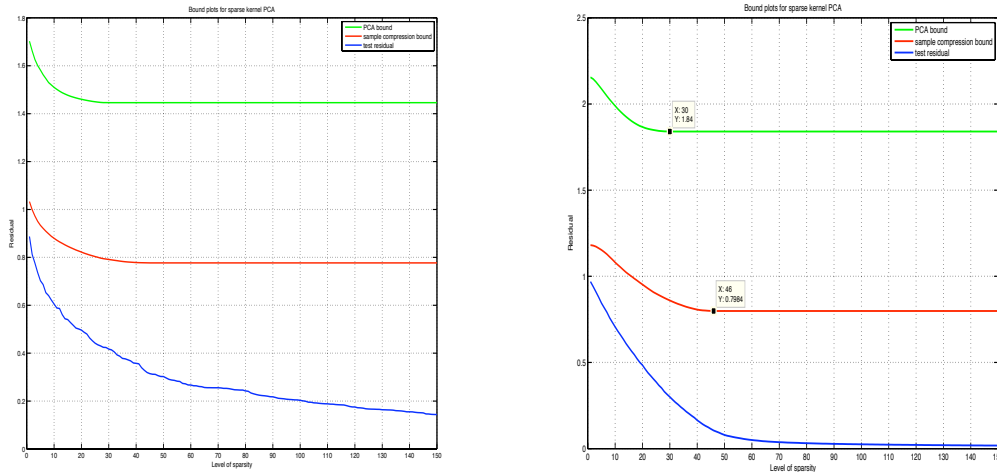 Bound plots for sparse kernel PCA
1.8
1.6
1.4
1.2
1
0.8
0.6
0.4
0.2
0
Residual
PCA bound
sample compression bound
test residual
0 10 20 30 40 50 60 70 80 90 100 110 120 130 140 150
Level of sparsity
Bound plots for sparse kernel PCA
2.5
2
1.5
1
0.5
0
Residual
PCA bound
sample compression bound
test residual
X: 30
Y: 1.84
X: 46
Y: 0.7984
0 10 20 30 40 50 60 70 80 90 100 110 120 130 140 150
Level of sparsity